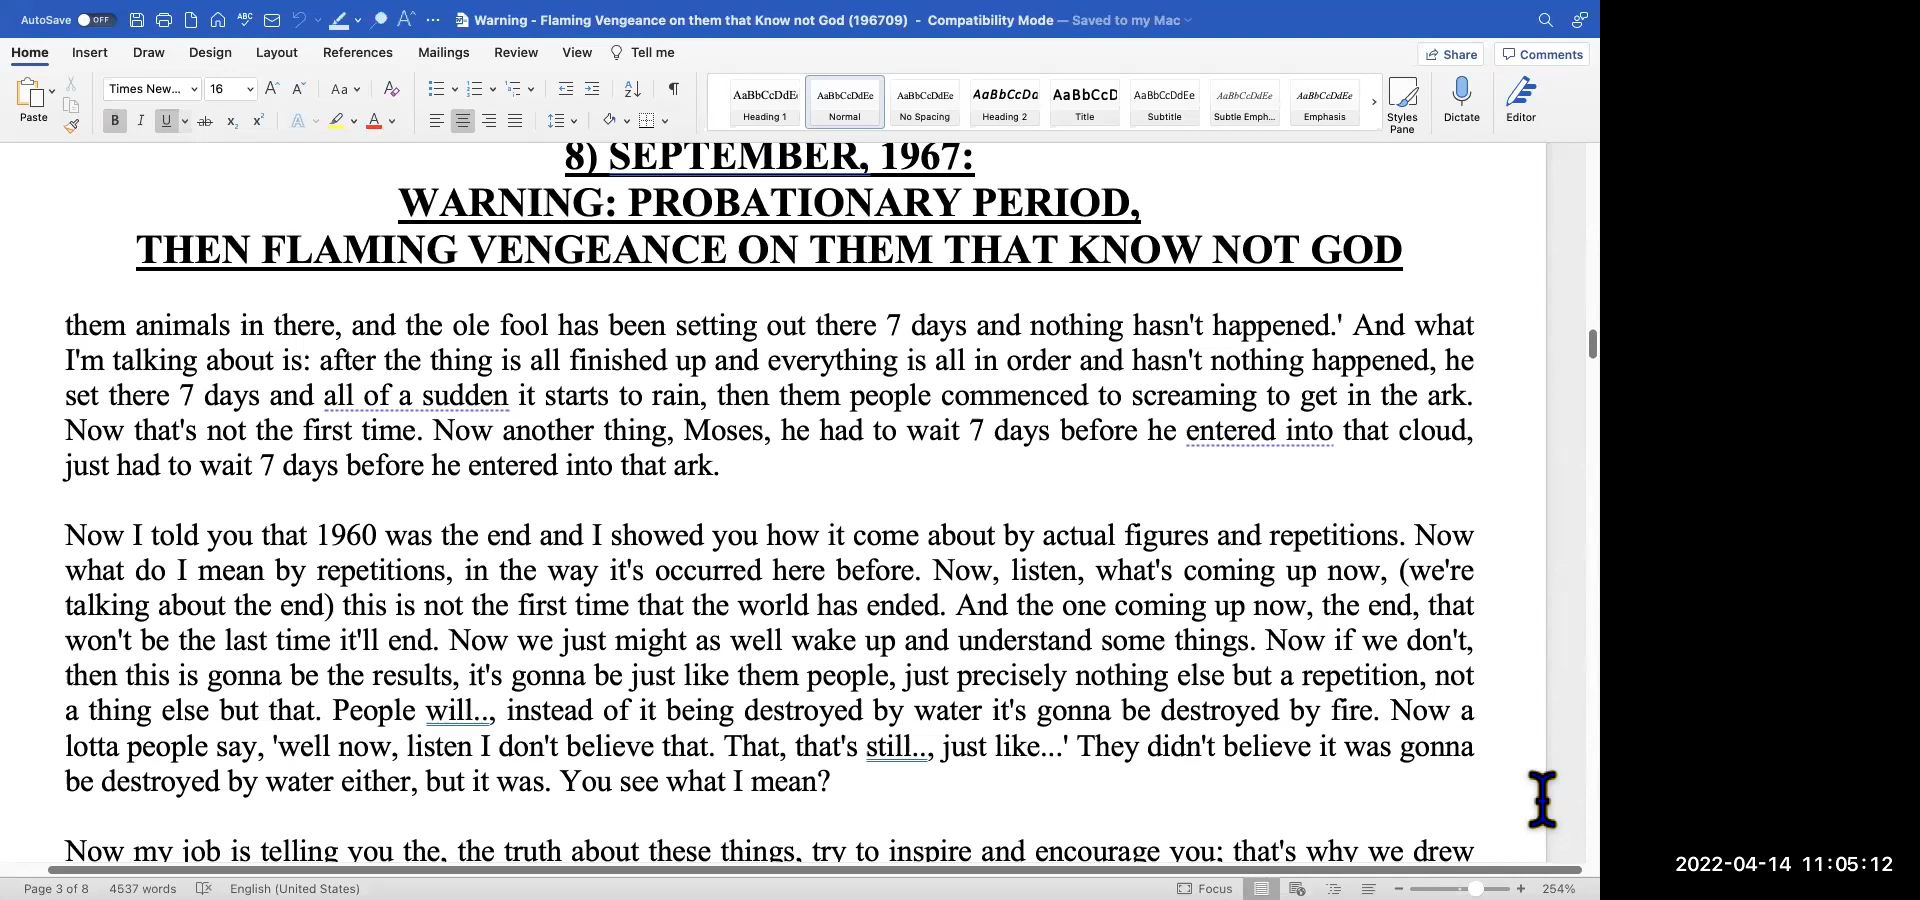 AutoSave OFF ABC Warning - Flaming Vengeance on them that Know not God (196709) - Compatibility Mode — Saved to my Mac
Home Insert Draw Design Layout References Mailings Review View Tell me Share Comments
Paste Times New... 16 A A Aa A AaBbCcDdEe AaBbCcDdEe AaBbCcDdEe AaBbCcDa AaBbCcD AaBbCcDdEe AaBbCcDdEe AaBbCcDdEe
B I U ab x2 x2 A A Heading 1 Normal No Spacing Heading 2 Title Subtitle Subtle Emph... Emphasis Styles Pane Dictate Editor
8) SEPTEMBER, 1967:
WARNING: PROBATIONARY PERIOD,
THEN FLAMING VENGEANCE ON THEM THAT KNOW NOT GOD
them animals in there, and the ole fool has been setting out there 7 days and nothing hasn't happened.' And what
I'm talking about is: after the thing is all finished up and everything is all in order and hasn't nothing happened, he
set there 7 days and all of a sudden it starts to rain, then them people commenced to screaming to get in the ark.
Now that's not the first time. Now another thing, Moses, he had to wait 7 days before he entered into that cloud,
just had to wait 7 days before he entered into that ark.
Now I told you that 1960 was the end and I showed you how it come about by actual figures and repetitions. Now
what do I mean by repetitions, in the way it's occurred here before. Now, listen, what's coming up now, (we're
talking about the end) this is not the first time that the world has ended. And the one coming up now, the end, that
won't be the last time it'll end. Now we just might as well wake up and understand some things. Now if we don't,
then this is gonna be the results, it's gonna be just like them people, just precisely nothing else but a repetition, not
a thing else but that. People will.., instead of it being destroyed by water it's gonna be destroyed by fire. Now a
lotta people say, 'well now, listen I don't believe that. That, that's still.., just like...' They didn't believe it was gonna
be destroyed by water either, but it was. You see what I mean?
Now my job is telling you the, the truth about these things, try to inspire and encourage you; that's why we drew
Page 3 of 8 4537 words English (United States) Focus 254%
2022-04-14 11:05:12